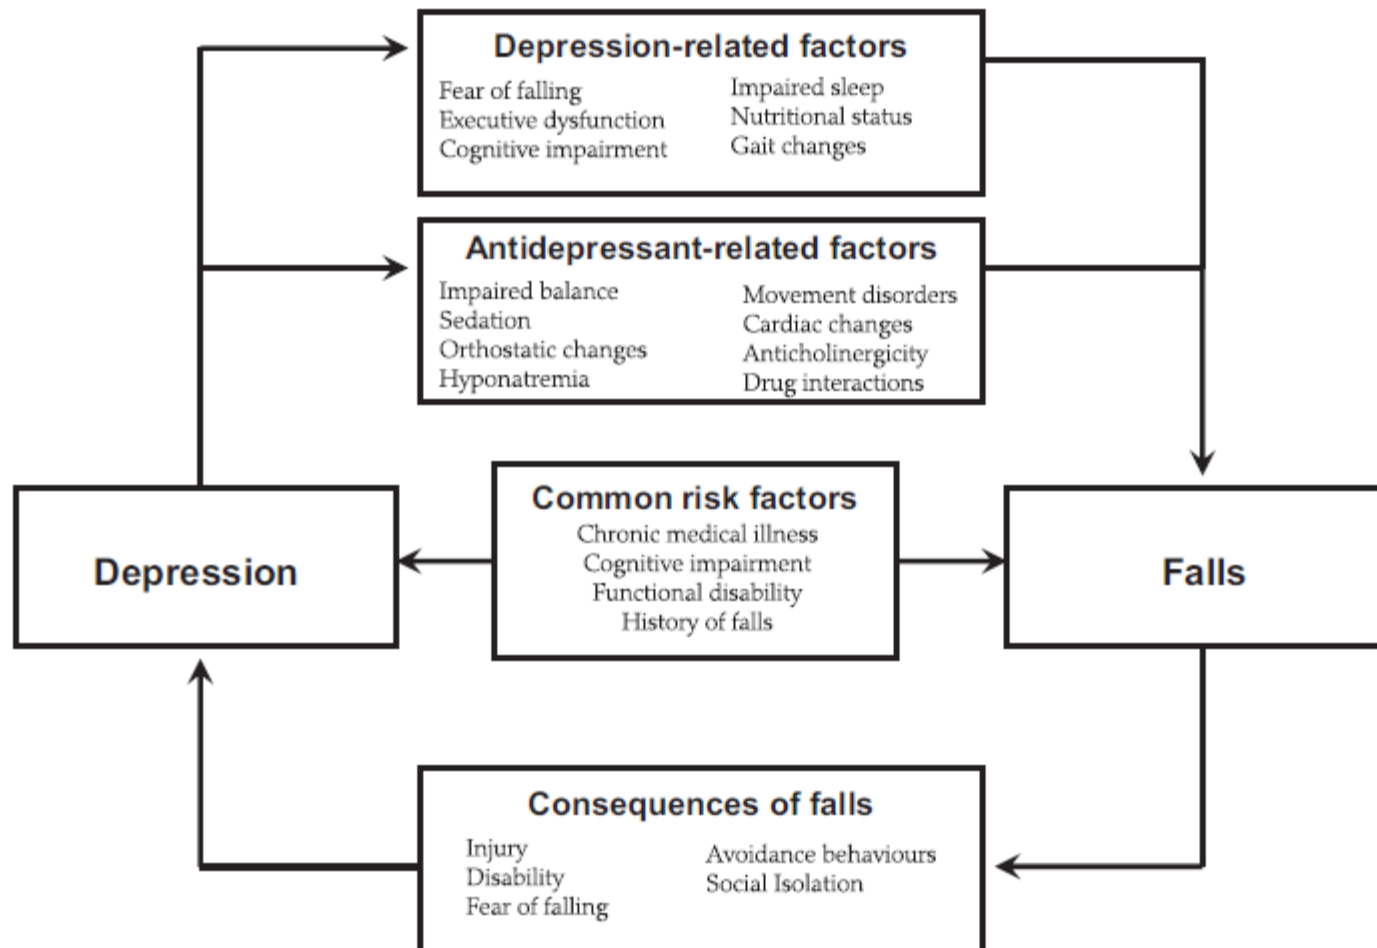 Depression-related factors
Fear of falling
Executive dysfunction
Cognitive impairment
Impaired sleep
Nutritional status
Gait changes
Antidepressant-related factors
Impaired balance
Sedation
Orthostatic changes
Hyponatremia
Movement disorders
Cardiac changes
Anticholinergicity
Drug interactions
Depression
Common risk factors
Chronic medical illness
Cognitive impairment
Functional disability
History of falls
Falls
Consequences of falls
Injury
Disability
Fear of falling
Avoidance behaviours
Social Isolation